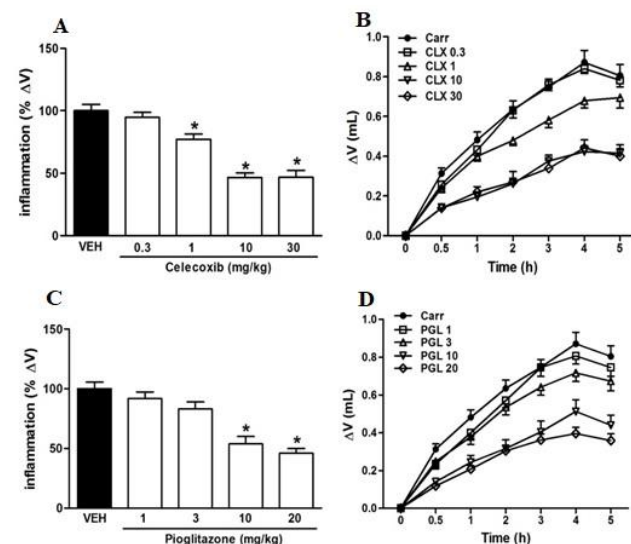 A
inflammation (% ΔV)
150
100
50
0
*
*
*
VEH
0.3
1
10
30
Celecoxib (mg/kg)
B
Carr
CLX 0.3
CLX 1
CLX 10
CLX 30
ΔV (mL)
1.0
0.8
0.6
0.4
0.2
0.0
0
0.5
1
2
3
4
5
Time (h)
C
inflammation (% ΔV)
150
100
50
0
*
*
VEH
1
3
10
20
Pioglitazone (mg/kg)
D
Carr
PGL 1
PGL 3
PGL 10
PGL 20
ΔV (mL)
1.0
0.8
0.6
0.4
0.2
0.0
0
0.5
1
2
3
4
5
Time (h)